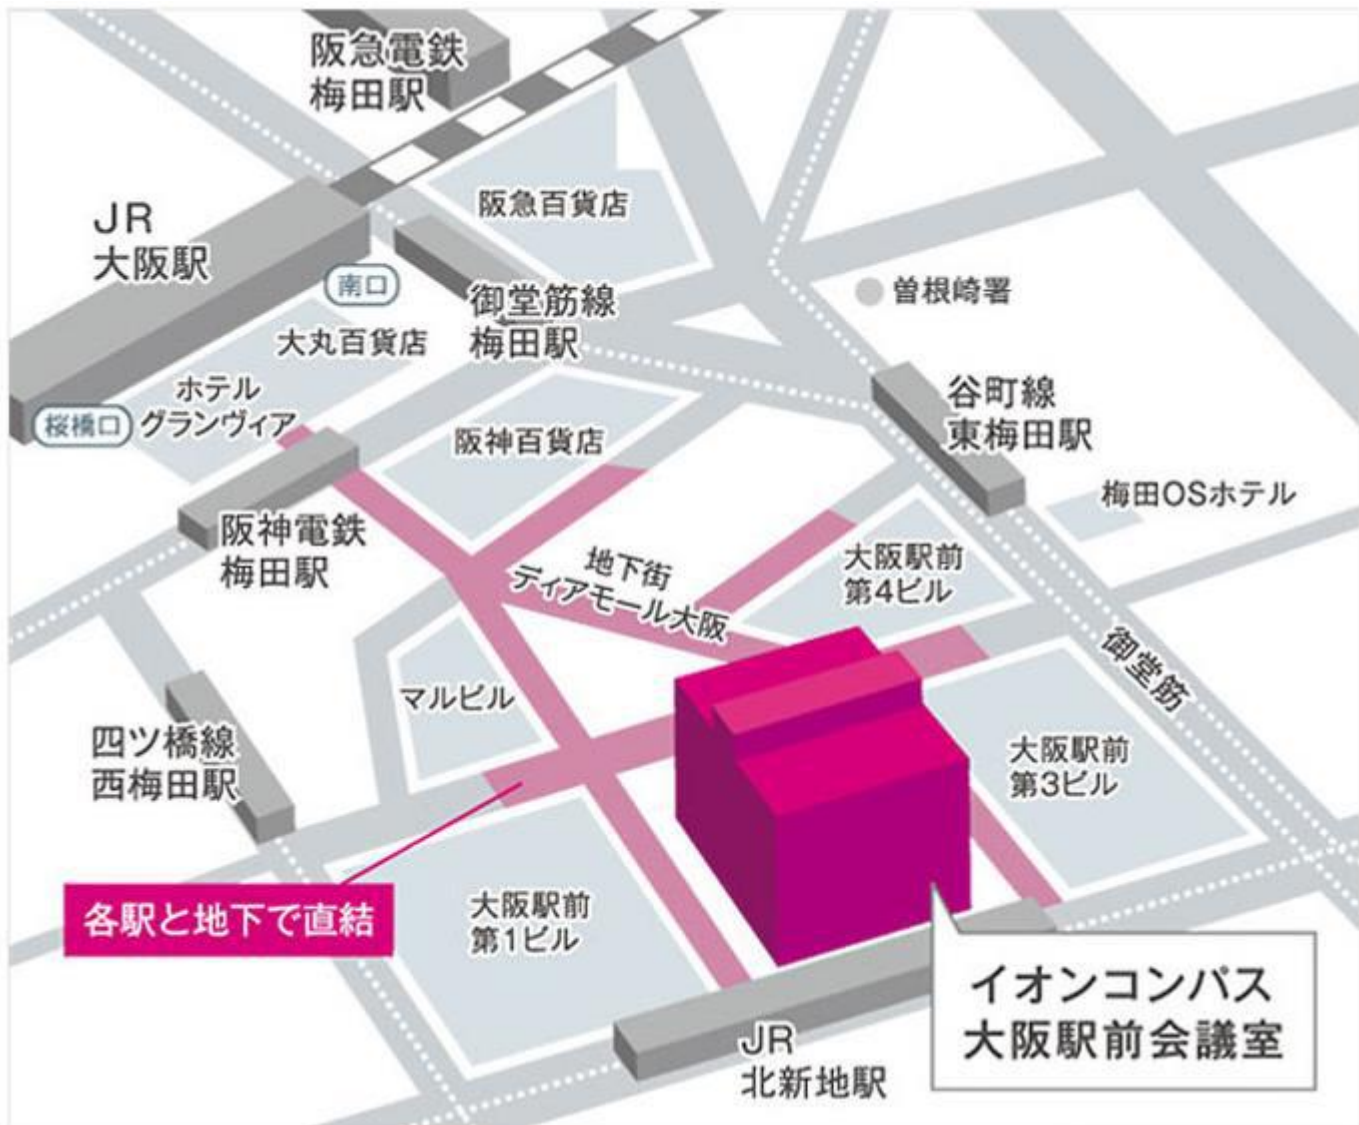 阪急電鉄
梅田駅
JR
大阪駅
阪急百貨店
南口
御堂筋線
梅田駅
曽根崎署
大丸百貨店
ホテル
グランヴィア
桜橋口
阪神百貨店
谷町線
東梅田駅
梅田OSホテル
阪神電鉄
梅田駅
地下街
ディアモール大阪
大阪駅前
第4ビル
御堂筋
マルビル
四ツ橋線
西梅田駅
大阪駅前
第3ビル
各駅と地下で直結
大阪駅前
第1ビル
イオンコンパス
大阪駅前会議室
JR
北新地駅